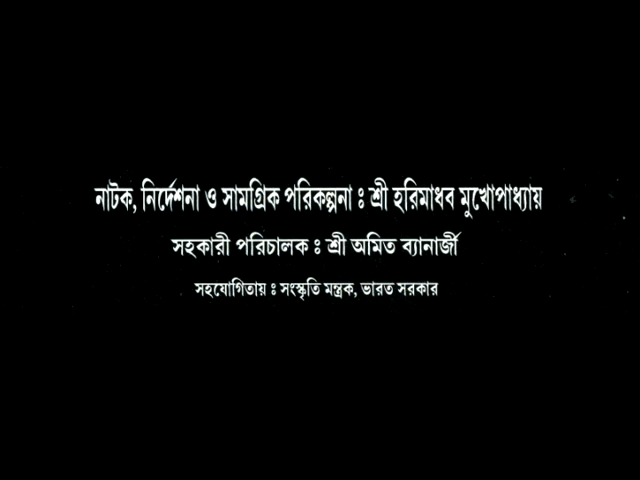 নাটক, নির্দেশনা ও সামগ্রিক পরিকল্পনা ঃ শ্রী হরিমাধব মুখোপাধ্যায়
সহকারী পরিচালক ঃ শ্রী অমিত ব্যানার্জী
সহযোগিতায় ঃ সংস্কৃতি মন্ত্রক, ভারত সরকার